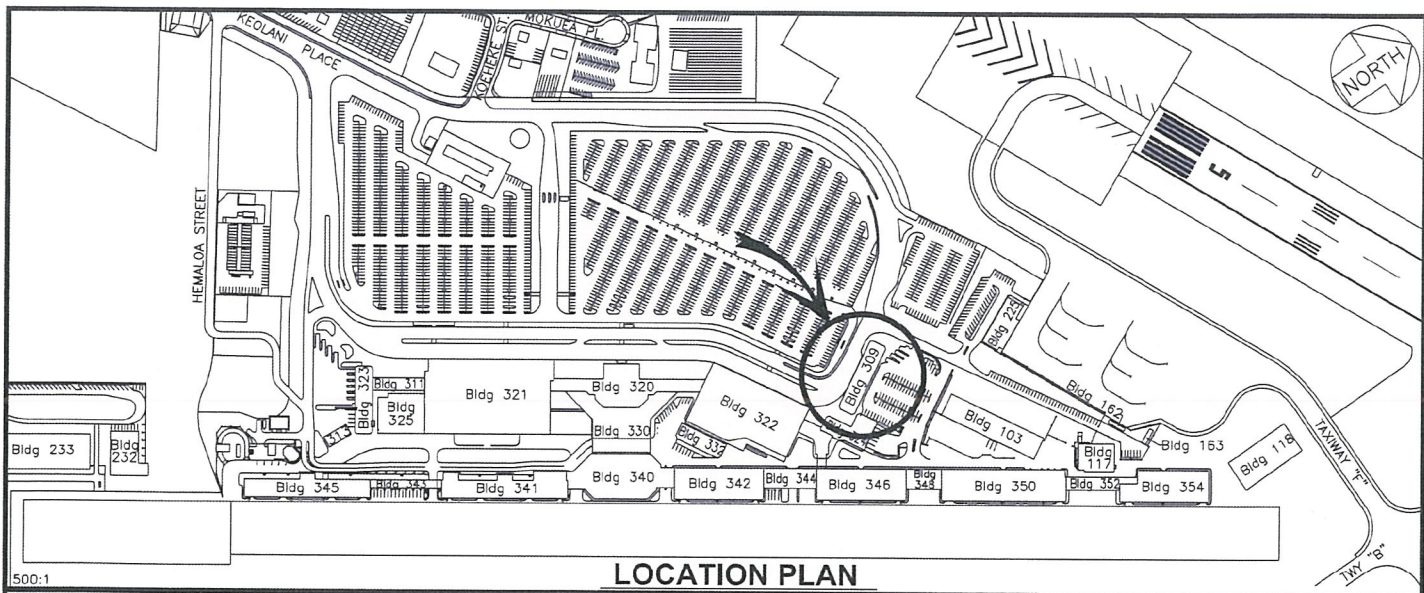 KEOLANI PLACE
KOEHEKE ST.
MOKUEA PL
NORTH
5
HEMALOA STREET
Bldg 225
Bldg 309
Bldg 323
Bldg 311
Bldg 325
Bldg 321
Bldg 320
Bldg 330
Bldg 322
Bldg 332
313
Bldg 103
Bldg 162
Bldg 163
Bldg 117
Bldg 118
TAXIWAY "F"
Bldg 233
Bldg 232
Bldg 345
Bldg 343
Bldg 341
Bldg 340
Bldg 342
Bldg 344
Bldg 346
Bldg 348
Bldg 350
Bldg 352
Bldg 354
TWY "B"
500:1
LOCATION PLAN